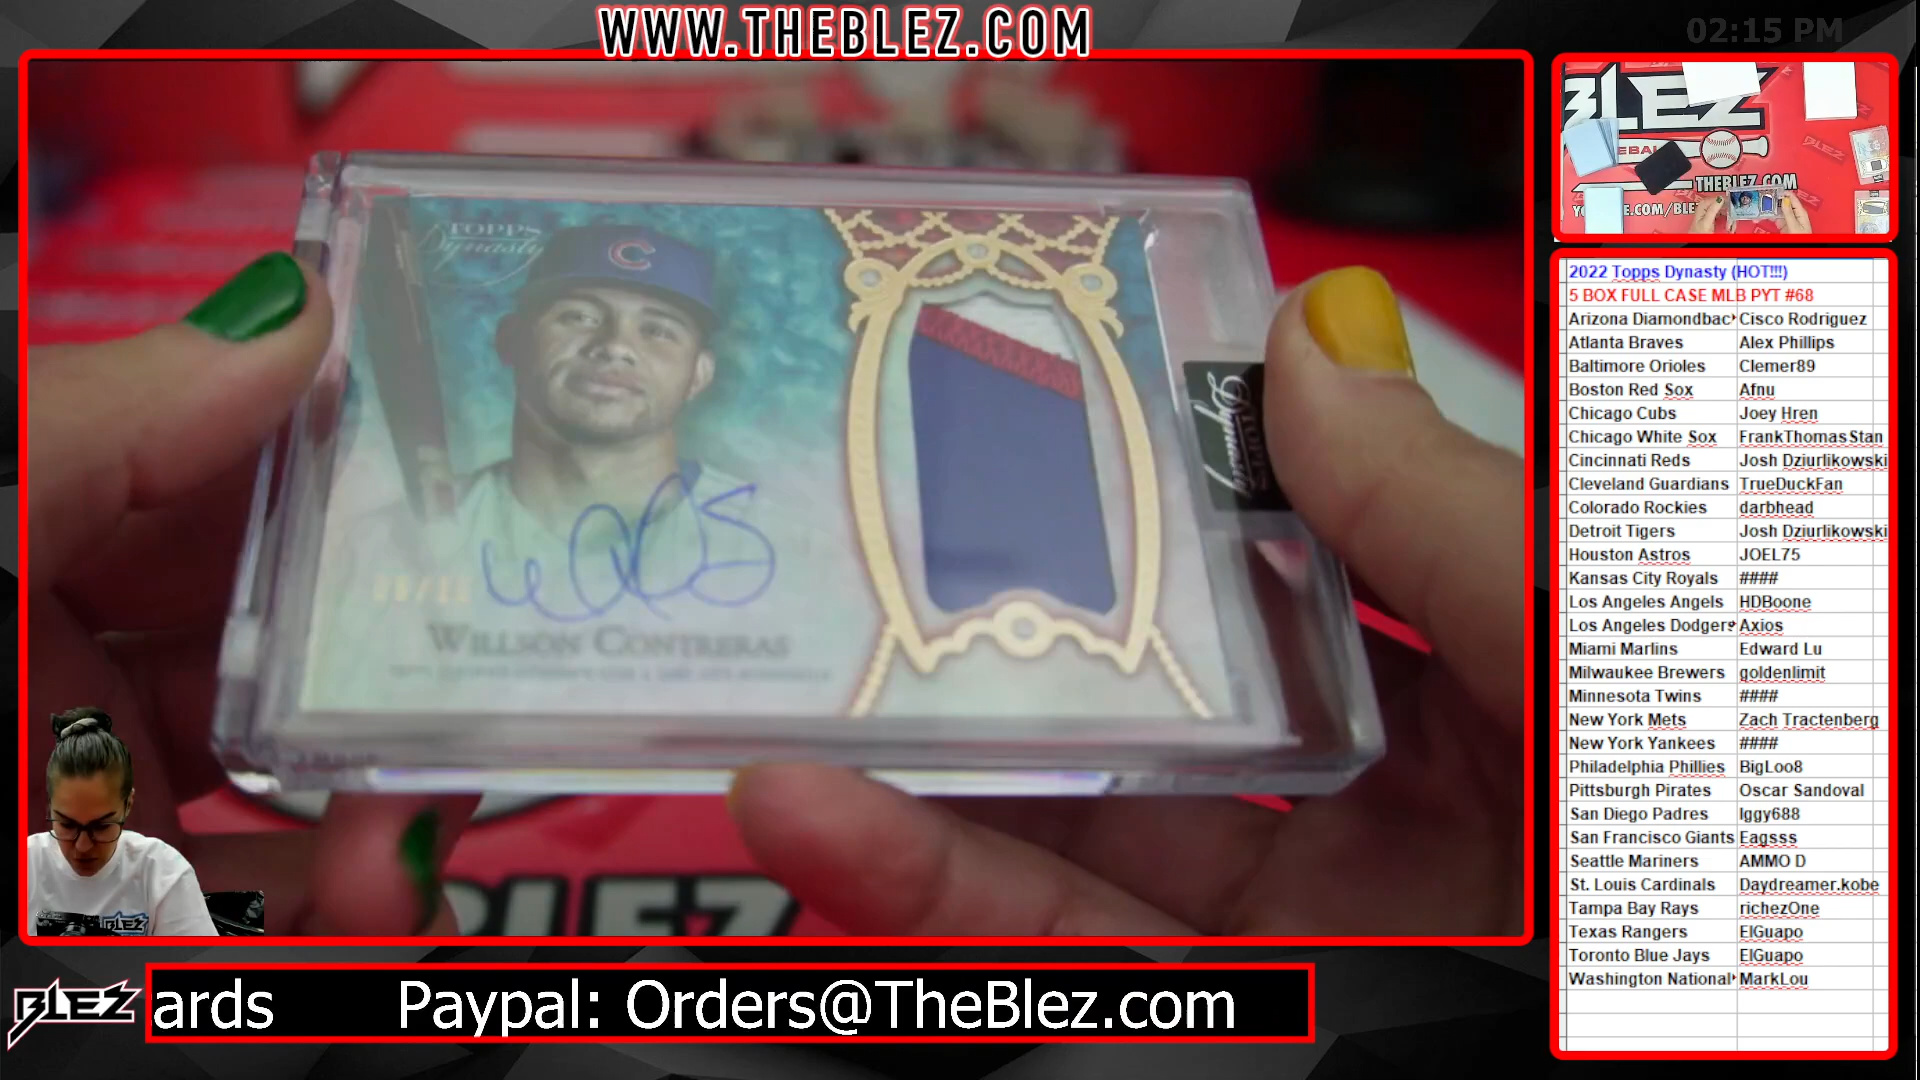 WWW.THEBLEZ.COM
02:15 PM
BLEZ
THEBLEZ.COM
TOPPS
Dynasty
C
TOPPS
Dynasty
WILLSON CONTRERAS
BLEZ
2022 Topps Dynasty (HOT!!!)
5 BOX FULL CASE MLB PYT #68
Arizona Diamondbac Cisco Rodriguez
Atlanta Braves Alex Phillips
Baltimore Orioles Clemer89
Boston Red Sox Afnu
Chicago Cubs Joey Hren
Chicago White Sox FrankThomasStan
Cincinnati Reds Josh Dziurlikowski
Cleveland Guardians TrueDuckFan
Colorado Rockies darbhead
Detroit Tigers Josh Dziurlikowski
Houston Astros JOEL75
Kansas City Royals ####
Los Angeles Angels HDBoone
Los Angeles Dodgers Axios
Miami Marlins Edward Lu
Milwaukee Brewers goldenlimit
Minnesota Twins ####
New York Mets Zach Tractenberg
New York Yankees ####
Philadelphia Phillies BigLoo8
Pittsburgh Pirates Oscar Sandoval
San Diego Padres Iggy688
San Francisco Giants Eagsss
Seattle Mariners AMMO D
St. Louis Cardinals Daydreamer.kobe
Tampa Bay Rays richezOne
Texas Rangers ElGuapo
Toronto Blue Jays ElGuapo
Washington National MarkLou
BLEZ
ards Paypal: Orders@TheBlez.com